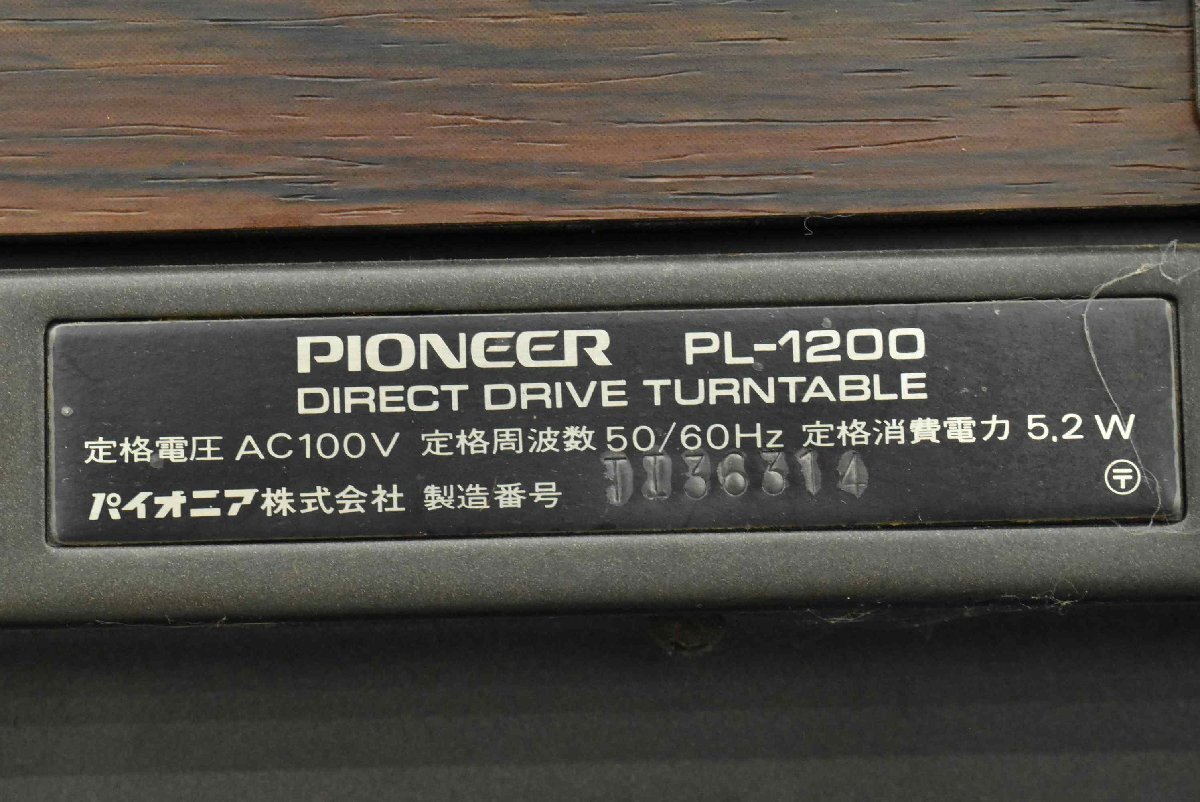 PIONEER PL-1200
DIRECT DRIVE TURNTABLE
定格電圧 AC100V 定格周波数 50/60Hz 定格消費電力 5.2 W
パイオニア株式会社 製造番号 〒